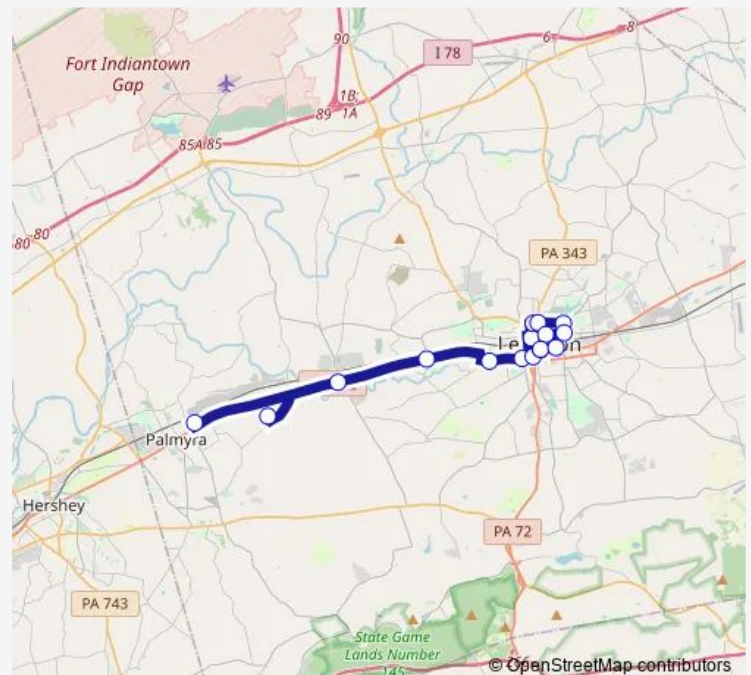 Fort Indiantown
Gap
90
I 78
6
8
1B;
1A
89
85A 85
80
80
PA 343
Palmyra
Hershey
PA 72
PA 743
State Game
Lands Number
145
© OpenStreetMap contributors